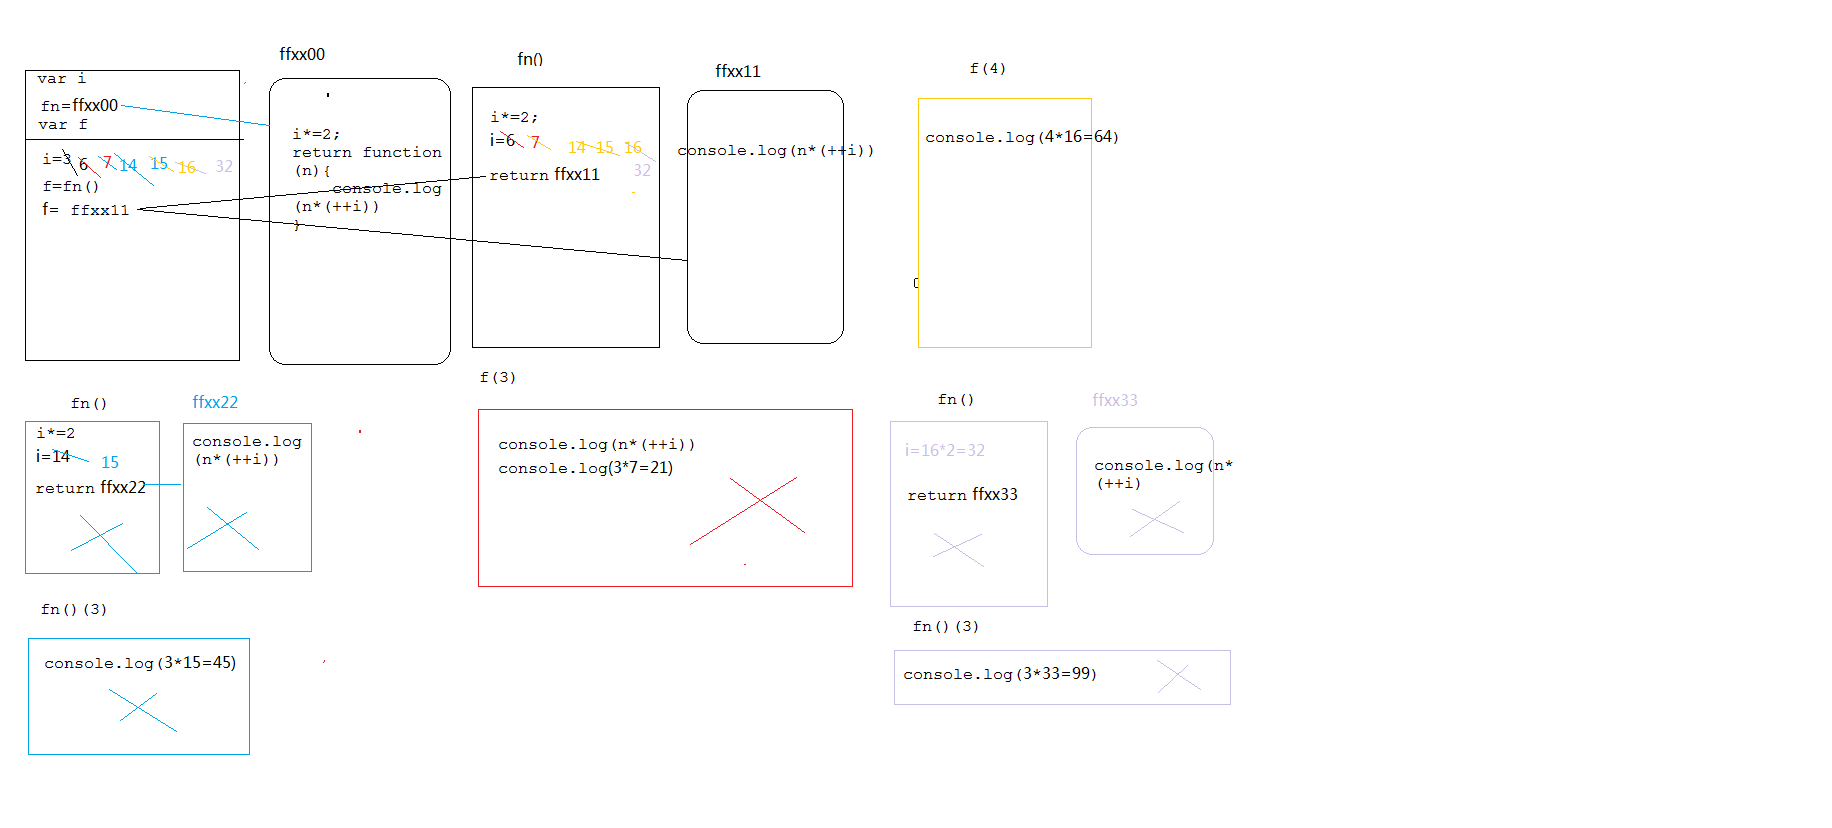 var i
fn=ffxx00
var f
i=3 6 7 14 15 16 32
f=fn()
f= ffxx11
ffxx00
i*=2;
return function
(n){
console.log
(n*(++i))
}
fn()
i*=2;
i=6 7 14 15 16
32
return ffxx11
ffxx11
console.log(n*(++i))
f(4)
console.log(4*16=64)
fn()
i*=2
i=14 15
return ffxx22
ffxx22
console.log
(n*(++i))
fn()(3)
console.log(3*15=45)
f(3)
console.log(n*(++i))
console.log(3*7=21)
fn()
i=16*2=32
return ffxx33
ffxx33
console.log(n*
(++i)
fn()(3)
console.log(3*33=99)